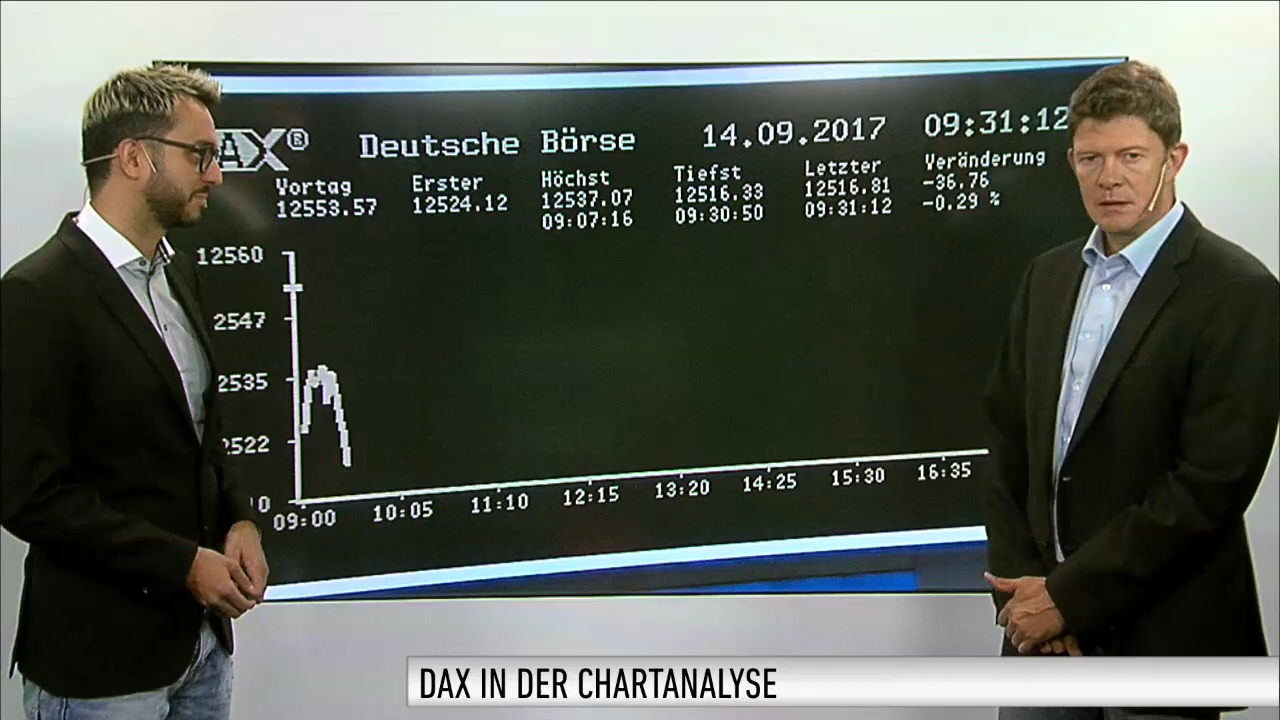 AX®
Deutsche Börse
14.09.2017
09:31:12
Vortag Erster Höchst Tiefst Letzter Veränderung
12553.57 12524.12 12537.07 12516.33 12516.81 -36.76
09:07:16 09:30:50 09:31:12 -0.29 %
12560
2547
2535
2522
10
09:00 10:05 11:10 12:15 13:20 14:25 15:30 16:35
DAX IN DER CHARTANALYSE